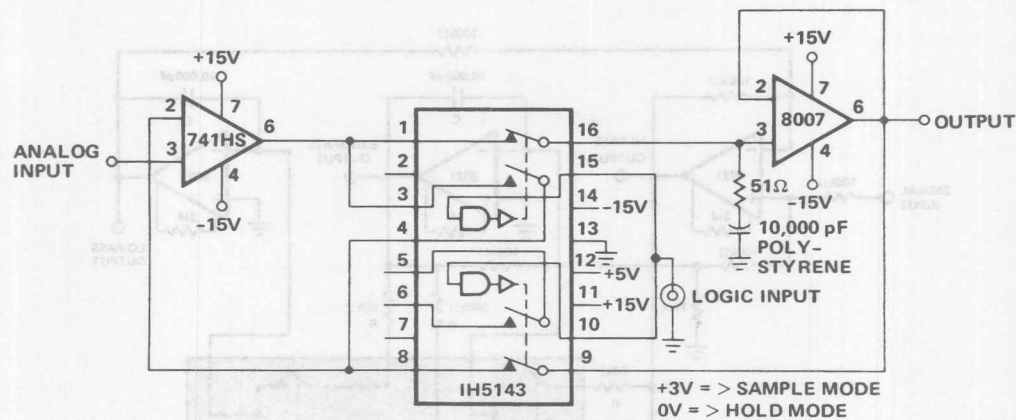 +15V
2
7
741HS
6
ANALOG
INPUT
3
4
-15V
1
2
3
4
5
6
7
8
16
15
14
-15V
13
12
+5V
11
+15V
10
9
IH5143
+15V
2
7
8007
6
OUTPUT
3
4
-15V
51Ω
10,000 pF
POLY-
STYRENE
LOGIC INPUT
+3V = > SAMPLE MODE
0V = > HOLD MODE